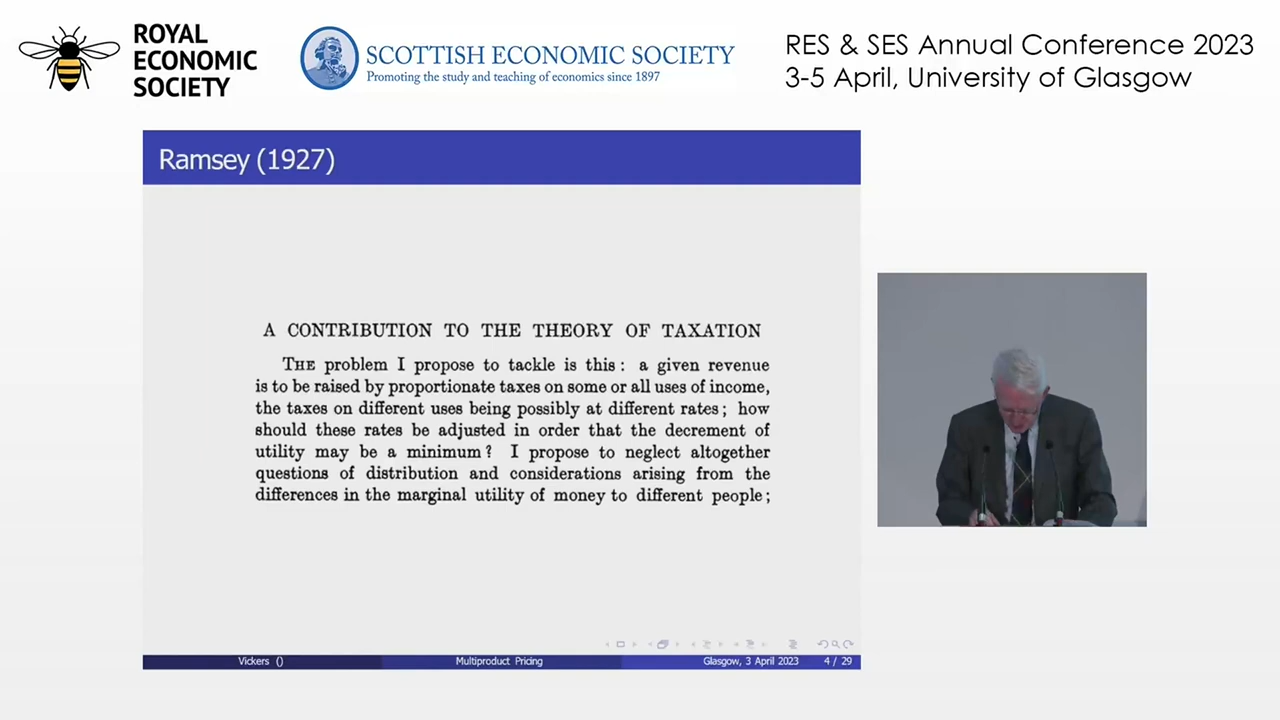 ROYAL
ECONOMIC
SOCIETY
SCOTTISH ECONOMIC SOCIETY
Promoting the study and teaching of economics since 1897
RES & SES Annual Conference 2023
3-5 April, University of Glasgow
Ramsey (1927)
A CONTRIBUTION TO THE THEORY OF TAXATION
THE problem I propose to tackle is this : a given revenue
is to be raised by proportionate taxes on some or all uses of income,
the taxes on different uses being possibly at different rates ; how
should these rates be adjusted in order that the decrement of
utility may be a minimum ? I propose to neglect altogether
questions of distribution and considerations arising from the
differences in the marginal utility of money to different people ;
Vickers () Multiproduct Pricing Glasgow, 3 April 2023 4 / 29